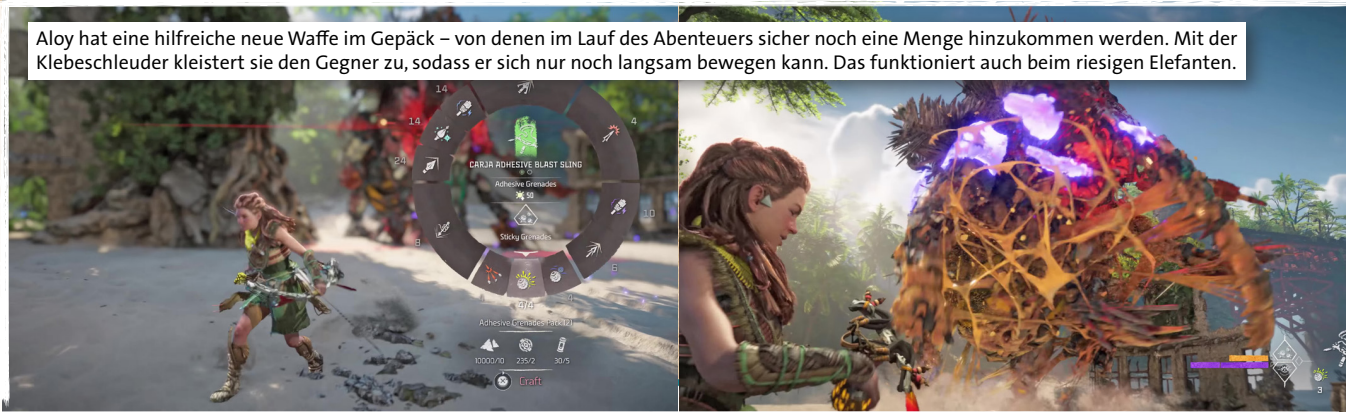 Aloy hat eine hilfreiche neue Waffe im Gepäck – von denen im Lauf des Abenteuers sicher noch eine Menge hinzukommen werden. Mit der
Klebeschleuder kleistert sie den Gegner zu, sodass er sich nur noch langsam bewegen kann. Das funktioniert auch beim riesigen Elefanten.
14
14
4
24
CARJA ADHESIVE BLAST SLING
Adhesive Grenades
50
10
Sticky Grenades
8
6
4
4/4
Adhesive Grenades Pack (2)
10000/10 235/2 30/5
Craft
3